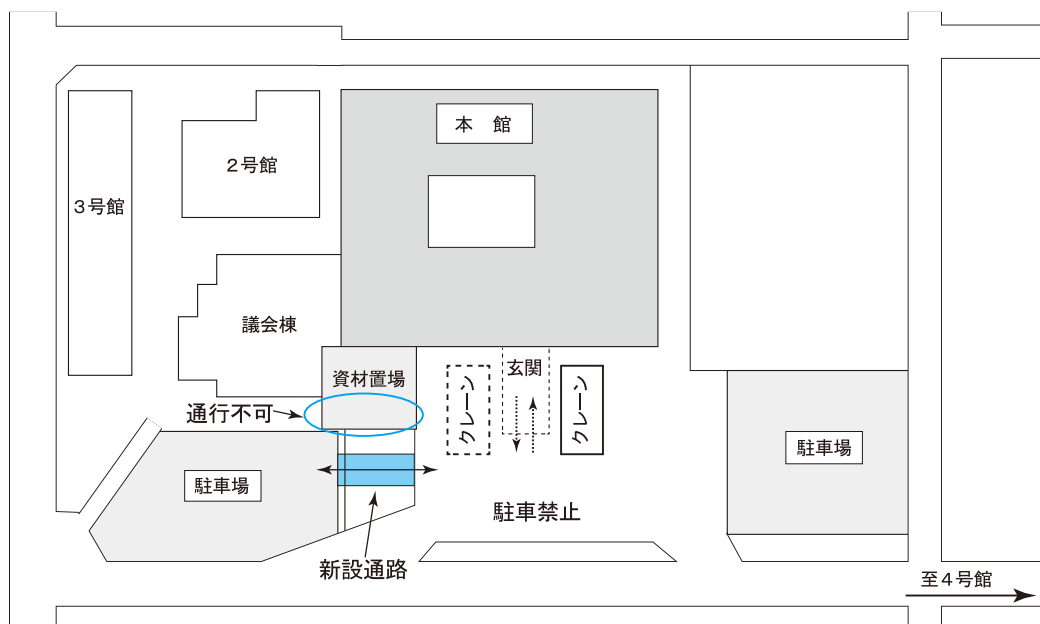 本　館
２号館
３号館
議会棟
資材置場
玄関
クレーン
クレーン
通行不可
駐車場
駐車場
駐車禁止
新設通路
至４号館